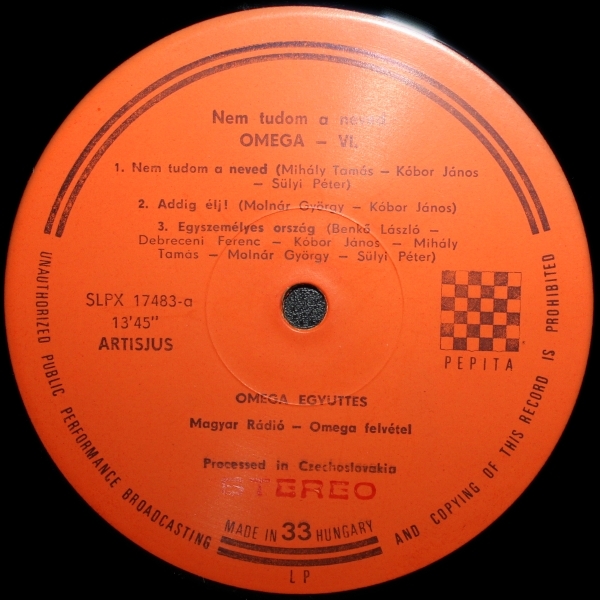 Nem tudom a neved
OMEGA – VI.
1. Nem tudom a neved (Mihály Tamás – Kóbor János
– Sülyi Péter)
2. Addig élj! (Molnár György – Kóbor János)
3. Egyszemélyes ország (Benkő László –
Debreceni Ferenc – Kóbor János – Mihály
Tamás – Molnár György – Sülyi Péter)
SLPX 17483-a
13'45"
ARTISJUS
PEPITA
OMEGA EGYÜTTES
Magyar Rádió – Omega felvétel
Processed in Czechoslovakia
STEREO
UNAUTHORIZED PUBLIC PERFORMANCE BROADCASTING AND COPYING OF THIS RECORD IS PROHIBITED
MADE IN 33 HUNGARY
LP